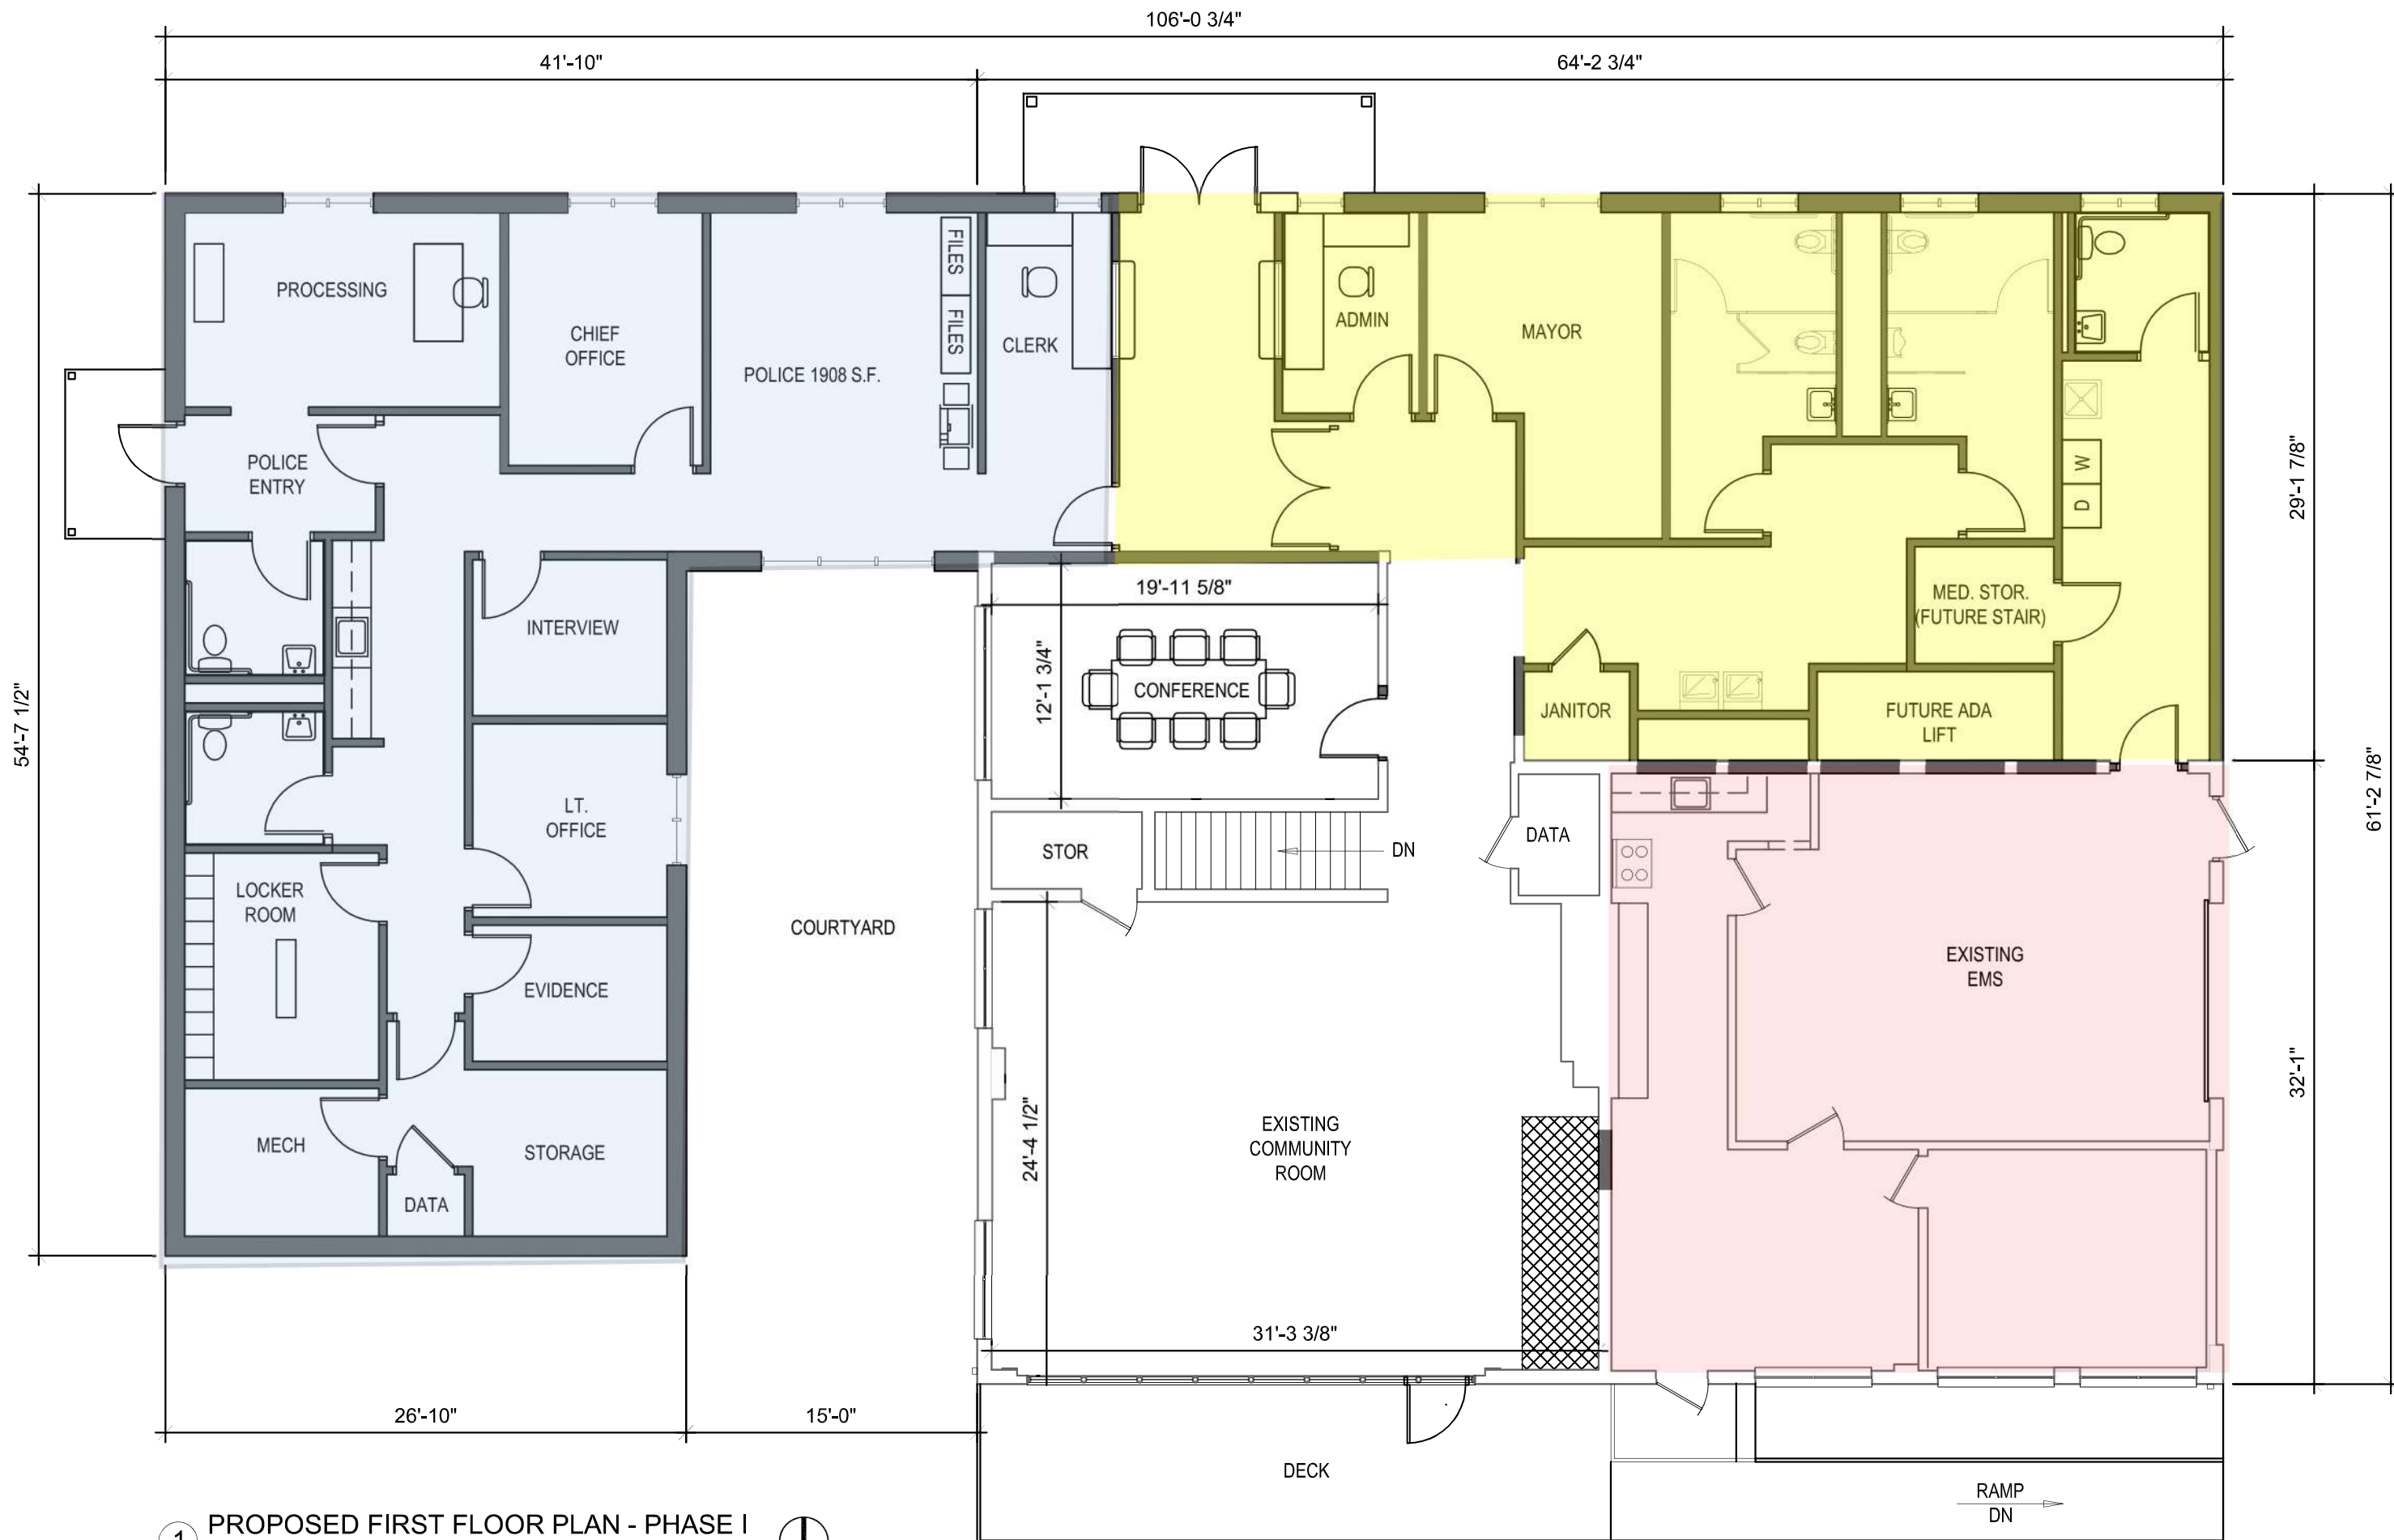 106'-0 3/4"
41'-10"
64'-2 3/4"
PROCESSING
CHIEF
OFFICE
POLICE 1908 S.F.
FILES
FILES
CLERK
ADMIN
MAYOR
POLICE
ENTRY
W
D
29'-1 7/8"
INTERVIEW
19'-11 5/8"
12'-1 3/4"
CONFERENCE
MED. STOR.
(FUTURE STAIR)
JANITOR
FUTURE ADA
LIFT
54'-7 1/2"
61'-2 7/8"
LT.
OFFICE
STOR
DN
DATA
LOCKER
ROOM
COURTYARD
EVIDENCE
EXISTING
EMS
32'-1"
MECH
STORAGE
DATA
24'-4 1/2"
EXISTING
COMMUNITY
ROOM
31'-3 3/8"
26'-10"
15'-0"
DECK
RAMP
DN
1
PROPOSED FIRST FLOOR PLAN - PHASE I